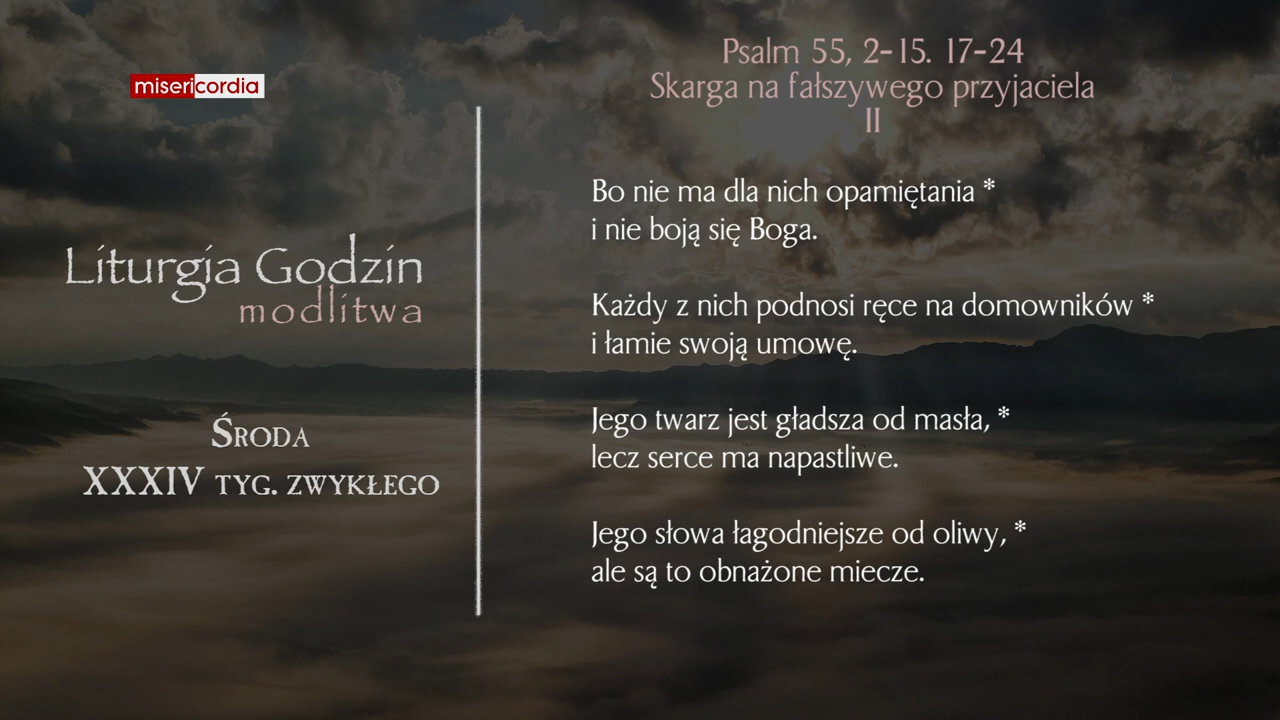 misericordia
Liturgia Godzin
modlitwa
Środa
XXXIV tyg. zwykłego
Psalm 55, 2-15. 17-24
Skarga na fałszywego przyjaciela
II
Bo nie ma dla nich opamiętania *
i nie boją się Boga.
Każdy z nich podnosi ręce na domowników *
i łamie swoją umowę.
Jego twarz jest gładsza od masła, *
lecz serce ma napastliwe.
Jego słowa łagodniejsze od oliwy, *
ale są to obnażone miecze.